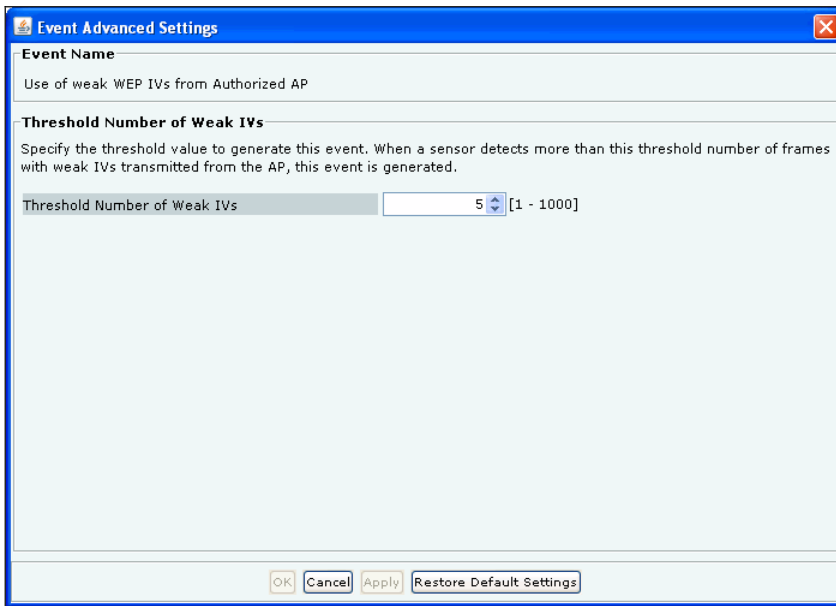 Event Advanced Settings
Event Name
Use of weak WEP IVs from Authorized AP
Threshold Number of Weak IVs
Specify the threshold value to generate this event. When a sensor detects more than this threshold number of frames
with weak IVs transmitted from the AP, this event is generated.
Threshold Number of Weak IVs 5 [1 - 1000]
OK Cancel Apply Restore Default Settings